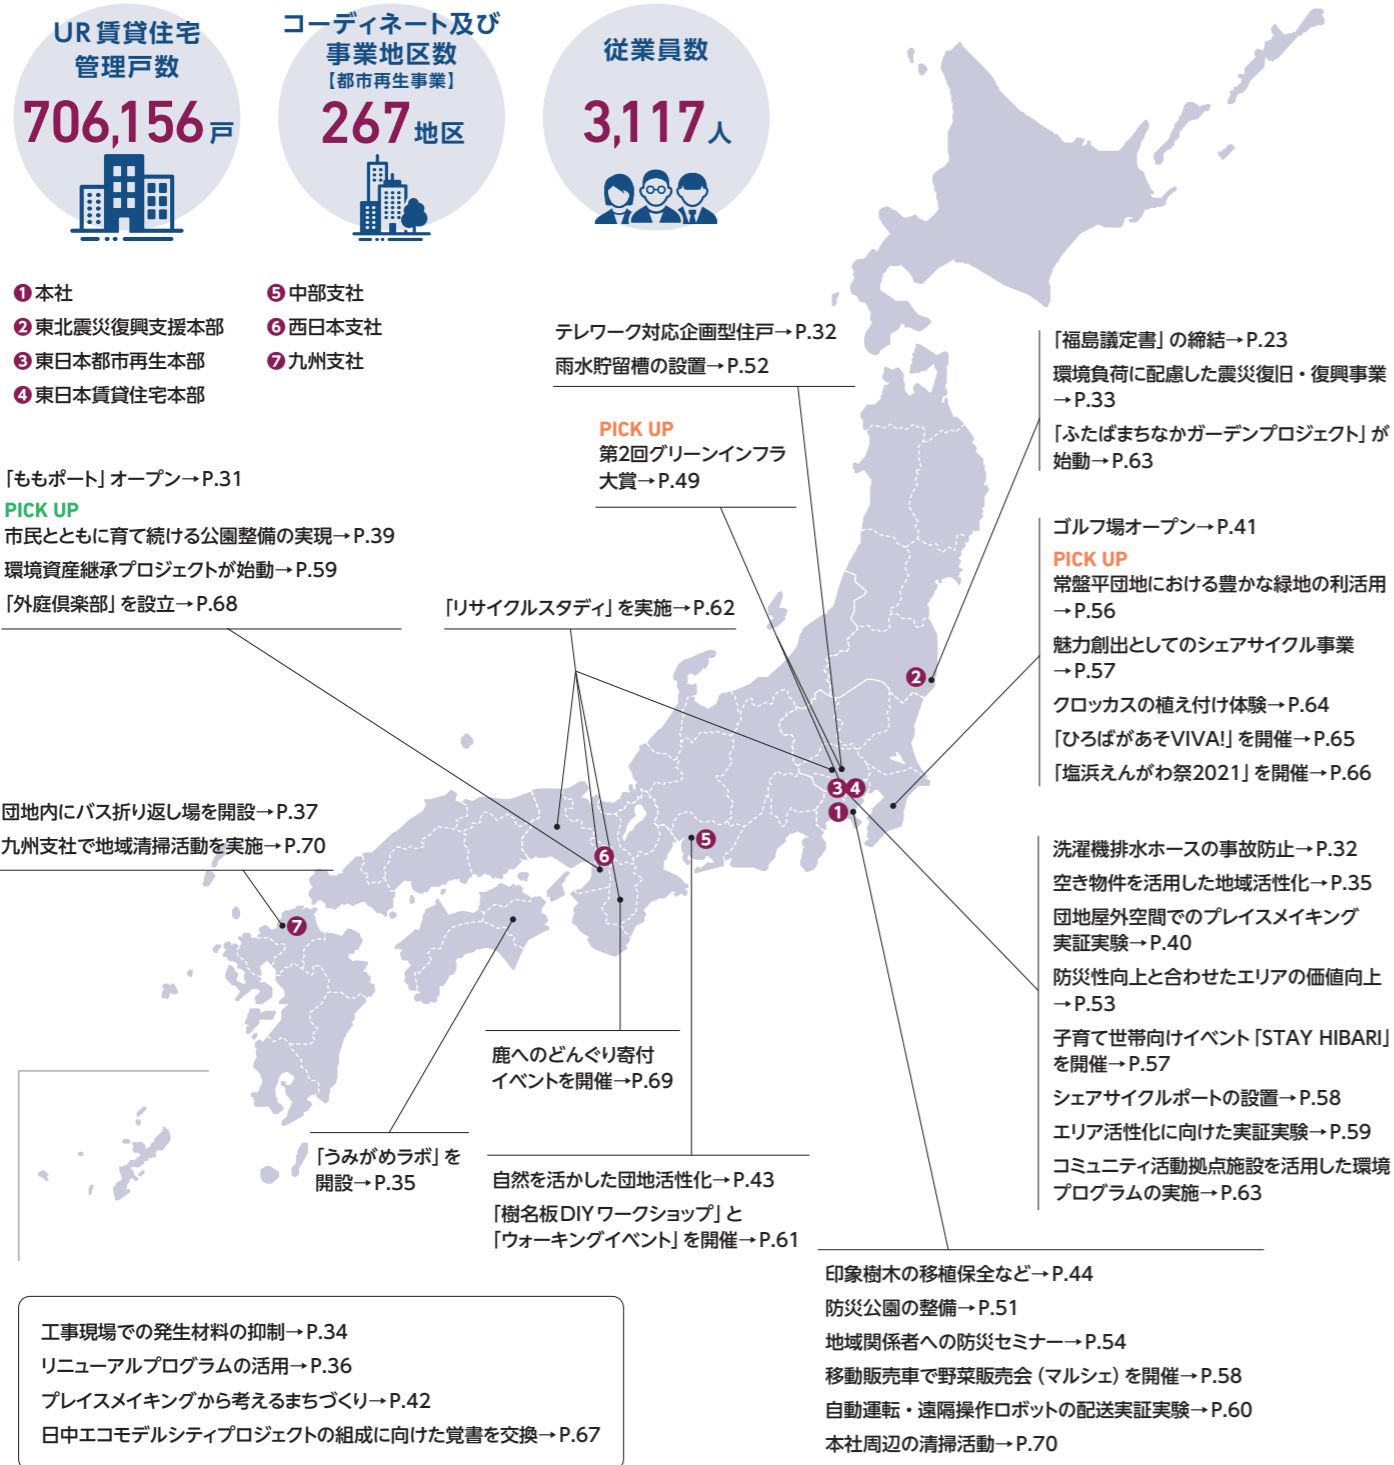 UR賃貸住宅
管理戸数
706,156戸
コーディネート及び
事業地区数
【都市再生事業】
267地区
従業員数
3,117人
❶本社
❷東北震災復興支援本部
❸東日本都市再生本部
❹東日本賃貸住宅本部
❺中部支社
❻西日本支社
❼九州支社
テレワーク対応企画型住戸→P.32
雨水貯留槽の設置→P.52
PICK UP
第2回グリーンインフラ
大賞→P.49
「福島議定書」の締結→P.23
環境負荷に配慮した震災復旧・復興事業
→P.33
「ふたばまちなかガーデンプロジェクト」が
始動→P.63
「ももポート」オープン→P.31
PICK UP
市民とともに育て続ける公園整備の実現→P.39
環境資産継承プロジェクトが始動→P.59
「外庭倶楽部」を設立→P.68
「リサイクルスタディ」を実施→P.62
ゴルフ場オープン→P.41
PICK UP
常盤平団地における豊かな緑地の利活用
→P.56
魅力創出としてのシェアサイクル事業
→P.57
クロッカスの植え付け体験→P.64
「ひろばがあそVIVA!」を開催→P.65
「塩浜えんがわ祭2021」を開催→P.66
❷
❸❹
❶
❺
❻
❼
団地内にバス折り返し場を開設→P.37
九州支社で地域清掃活動を実施→P.70
洗濯機排水ホースの事故防止→P.32
空き物件を活用した地域活性化→P.35
団地屋外空間でのプレイスメイキング
実証実験→P.40
防災性向上と合わせたエリアの価値向上
→P.53
子育て世帯向けイベント「STAY HIBARI」
を開催→P.57
シェアサイクルポートの設置→P.58
エリア活性化に向けた実証実験→P.59
コミュニティ活動拠点施設を活用した環境
プログラムの実施→P.63
鹿へのどんぐり寄付
イベントを開催→P.69
「うみがめラボ」を
開設→P.35
自然を活かした団地活性化→P.43
「樹名板DIYワークショップ」と
「ウォーキングイベント」を開催→P.61
印象樹木の移植保全など→P.44
防災公園の整備→P.51
地域関係者への防災セミナー→P.54
移動販売車で野菜販売会（マルシェ）を開催→P.58
自動運転・遠隔操作ロボットの配送実証実験→P.60
本社周辺の清掃活動→P.70
工事現場での発生材料の抑制→P.34
リニューアルプログラムの活用→P.36
プレイスメイキングから考えるまちづくり→P.42
日中エコモデルシティプロジェクトの組成に向けた覚書を交換→P.67